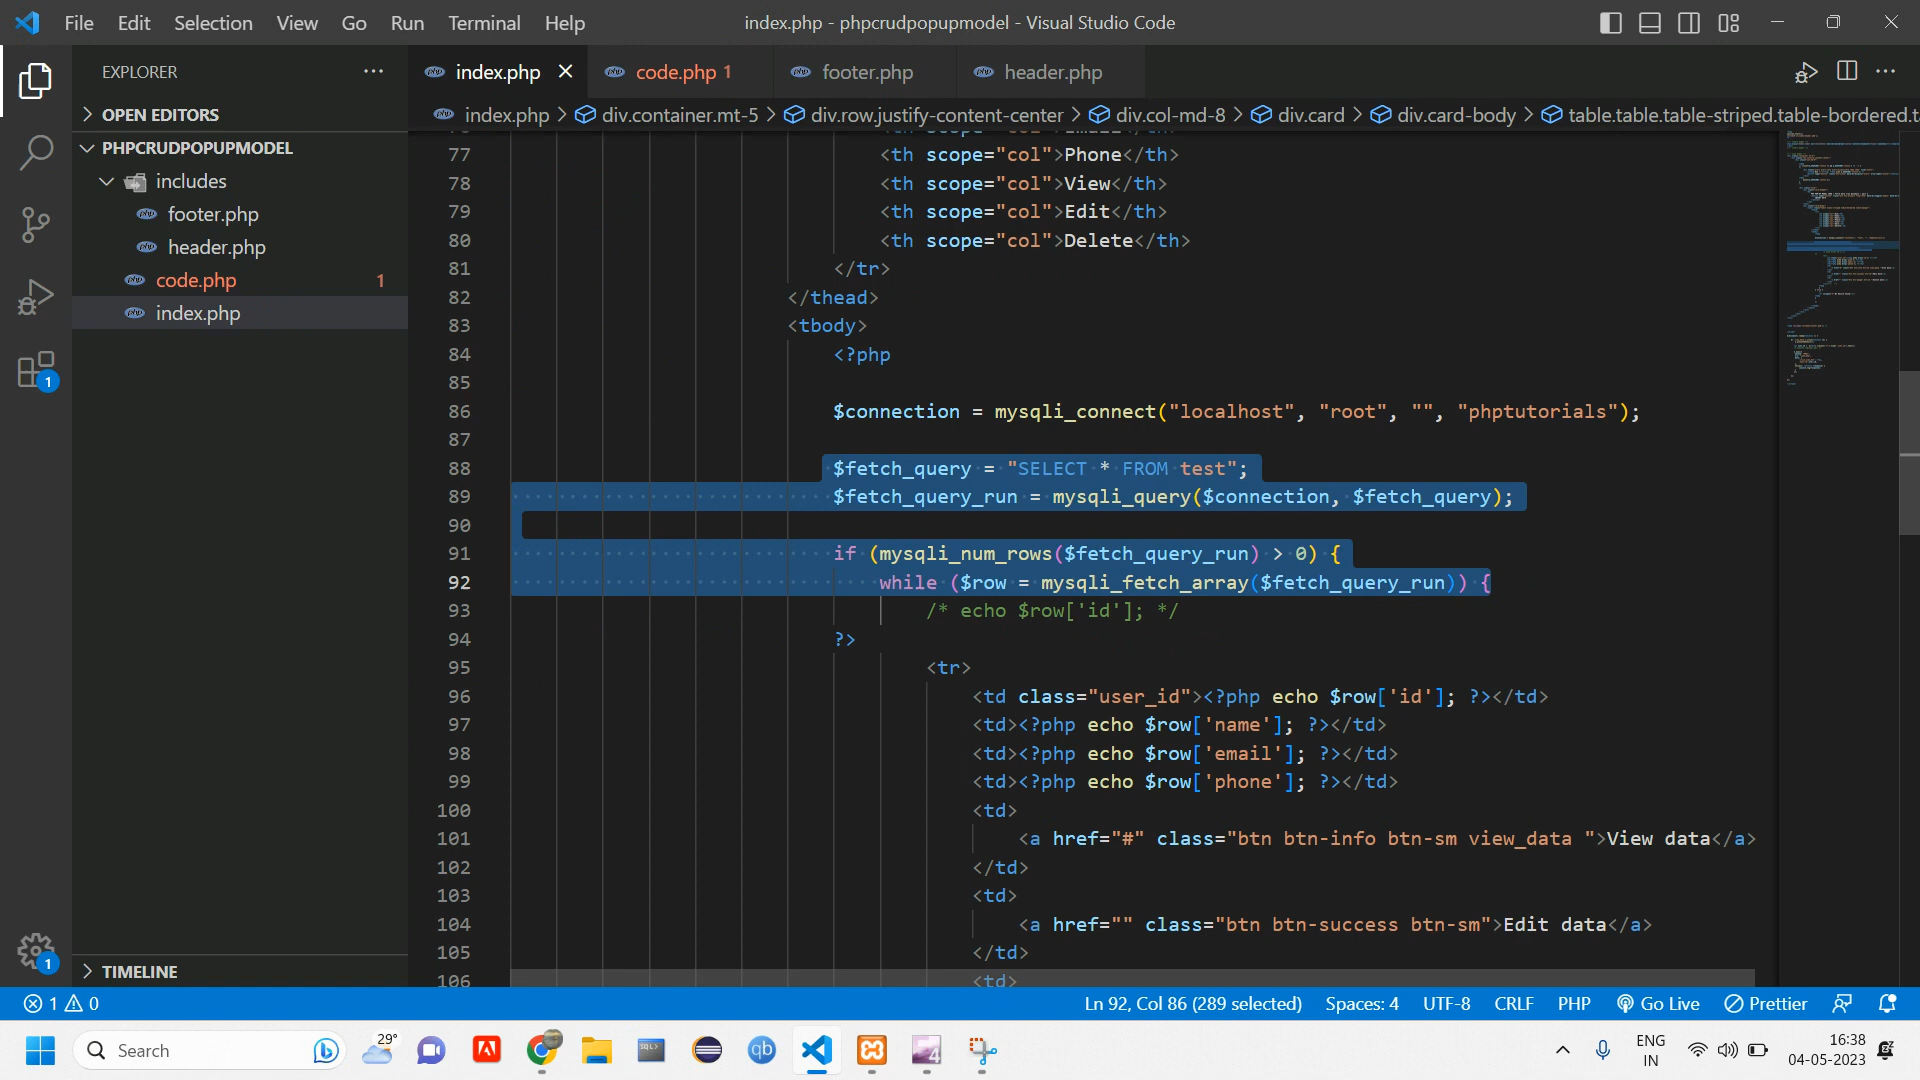 File Edit Selection View Go Run Terminal Help
index.php - phpcrudpopupmodel - Visual Studio Code
EXPLORER
OPEN EDITORS
PHPCRUDPOPUPMODEL
includes
footer.php
header.php
code.php 1
index.php
TIMELINE
1
1
index.php code.php 1 footer.php header.php
index.php > div.container.mt-5 > div.row.justify-content-center > div.col-md-8 > div.card > div.card-body > table.table.table-striped.table-bordered.ta
77 <th scope="col">Phone</th>
78 <th scope="col">View</th>
79 <th scope="col">Edit</th>
80 <th scope="col">Delete</th>
81 </tr>
82 </thead>
83 <tbody>
84 <?php
85
86 $connection = mysqli_connect("localhost", "root", "", "phptutorials");
87
88 $fetch_query = "SELECT * FROM test";
89 $fetch_query_run = mysqli_query($connection, $fetch_query);
90
91 if (mysqli_num_rows($fetch_query_run) > 0) {
92 while ($row = mysqli_fetch_array($fetch_query_run)) {
93 /* echo $row['id']; */
94 ?>
95 <tr>
96 <td class="user_id"><?php echo $row['id']; ?></td>
97 <td><?php echo $row['name']; ?></td>
98 <td><?php echo $row['email']; ?></td>
99 <td><?php echo $row['phone']; ?></td>
100 <td>
101 <a href="#" class="btn btn-info btn-sm view_data ">View data</a>
102 </td>
103 <td>
104 <a href="" class="btn btn-success btn-sm">Edit data</a>
105 </td>
106 <td>
1 0
Ln 92, Col 86 (289 selected) Spaces: 4 UTF-8 CRLF PHP Go Live Prettier
Search
29°
qb
ENG
IN
16:38
04-05-2023